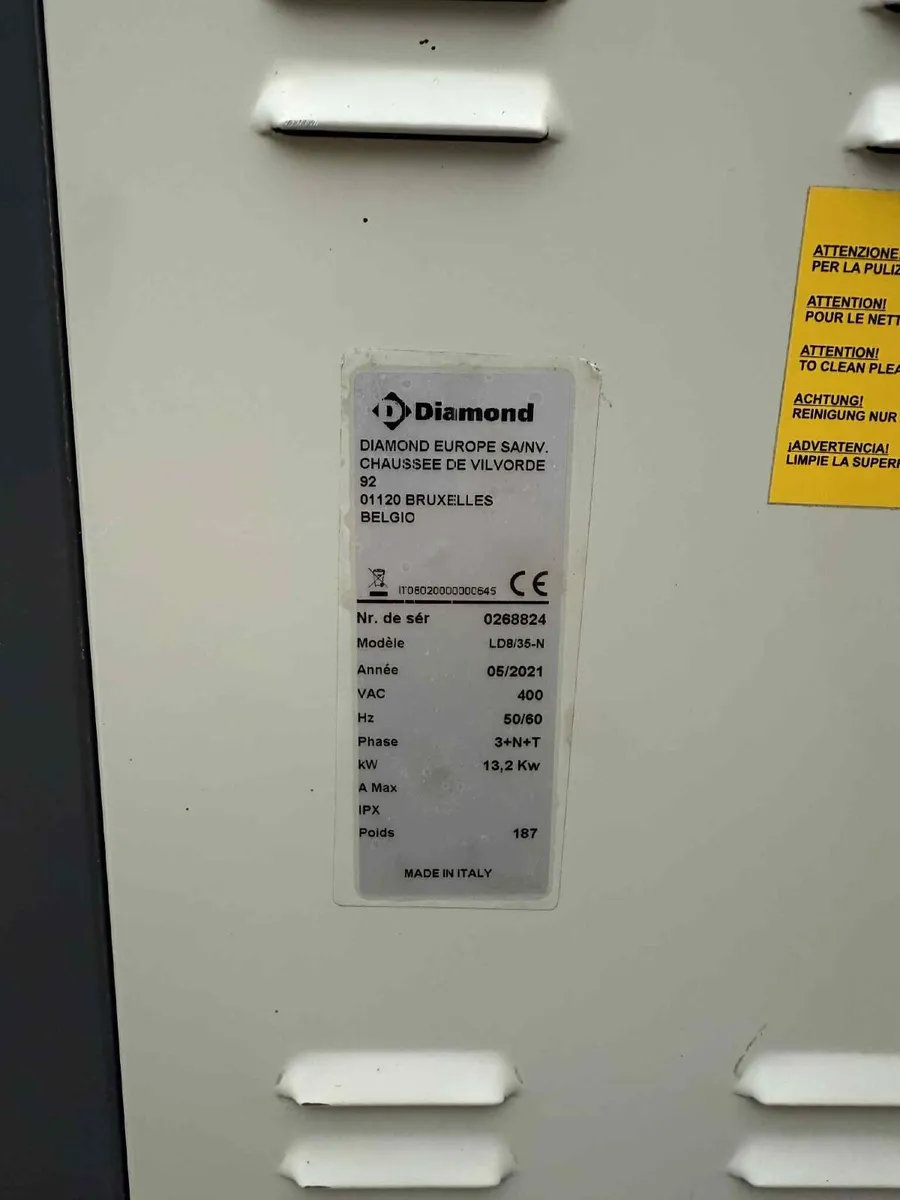 Diamond
DIAMOND EUROPE SA/NV.
CHAUSSEE DE VILVORDE
92
01120 BRUXELLES
BELGIO
IT08020000000645 CE
Nr. de sér 0268824
Modèle LD8/35-N
Année 05/2021
VAC 400
Hz 50/60
Phase 3+N+T
kW 13,2 Kw
A Max
IPX
Poids 187
MADE IN ITALY
ATTENZIONE
PER LA PULIZ
ATTENTION!
POUR LE NETT
ATTENTION!
TO CLEAN PLEA
ACHTUNG!
REINIGUNG NUR
¡ADVERTENCIA!
LIMPIE LA SUPERF